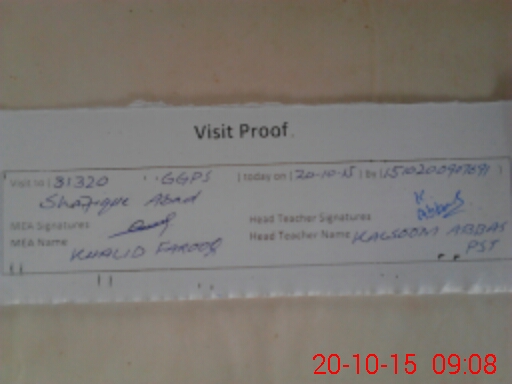 Visit Proof
Visit to | 31320 GGPS | today on | 20-10-15 | by |
Shafique Abad
MEA Signatures Head Teacher Signatures
MEA Name KHALID FAROOQ Head Teacher Name KALSOOM ABBAS
PST
20-10-15 09:08